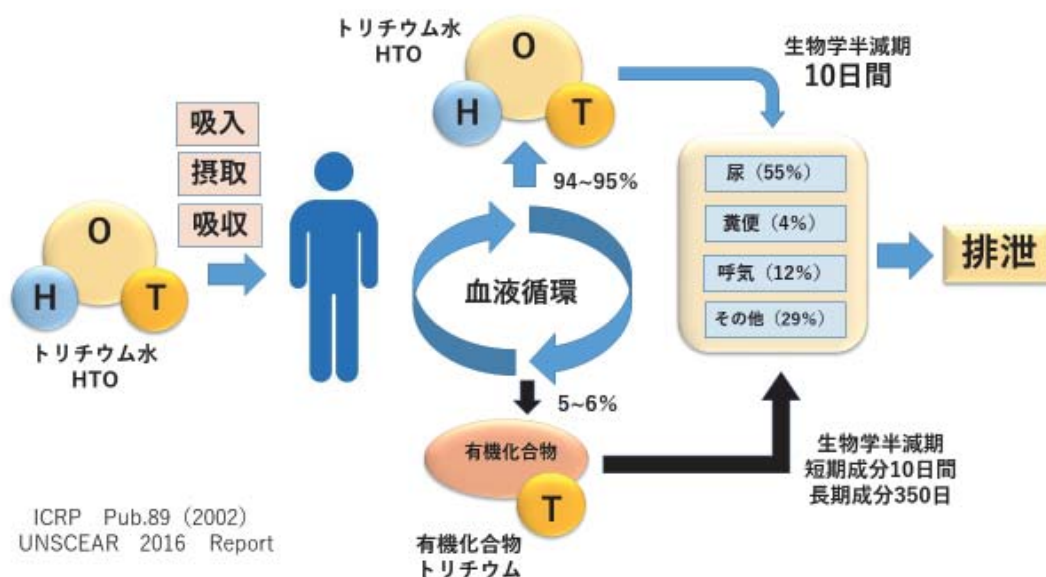 吸入
摂取
吸収
O
H
T
トリチウム水
HTO
トリチウム水
HTO
O
H
T
94~95%
血液循環
5~6%
有機化合物
T
有機化合物
トリチウム
生物学半減期
10日間
尿（55%）
糞便（4%）
呼気（12%）
その他（29%）
排泄
生物学半減期
短期成分10日間
長期成分350日
ICRP Pub.89（2002）
UNSCEAR 2016 Report